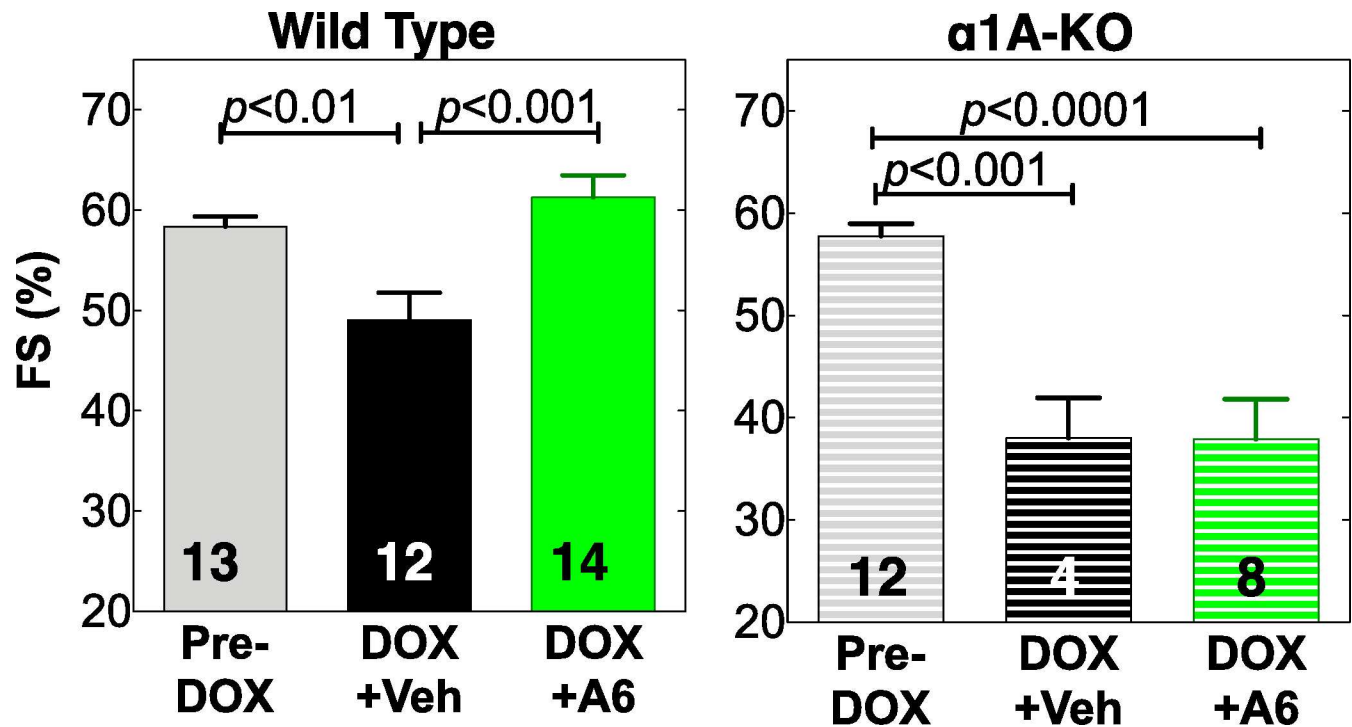 Wild Type
FS (%)
70
60
50
40
30
20
p<0.01
p<0.001
13
12
14
Pre-
DOX
DOX
+Veh
DOX
+A6
α1A-KO
70
60
50
40
30
20
p<0.0001
p<0.001
12
4
8
Pre-
DOX
DOX
+Veh
DOX
+A6